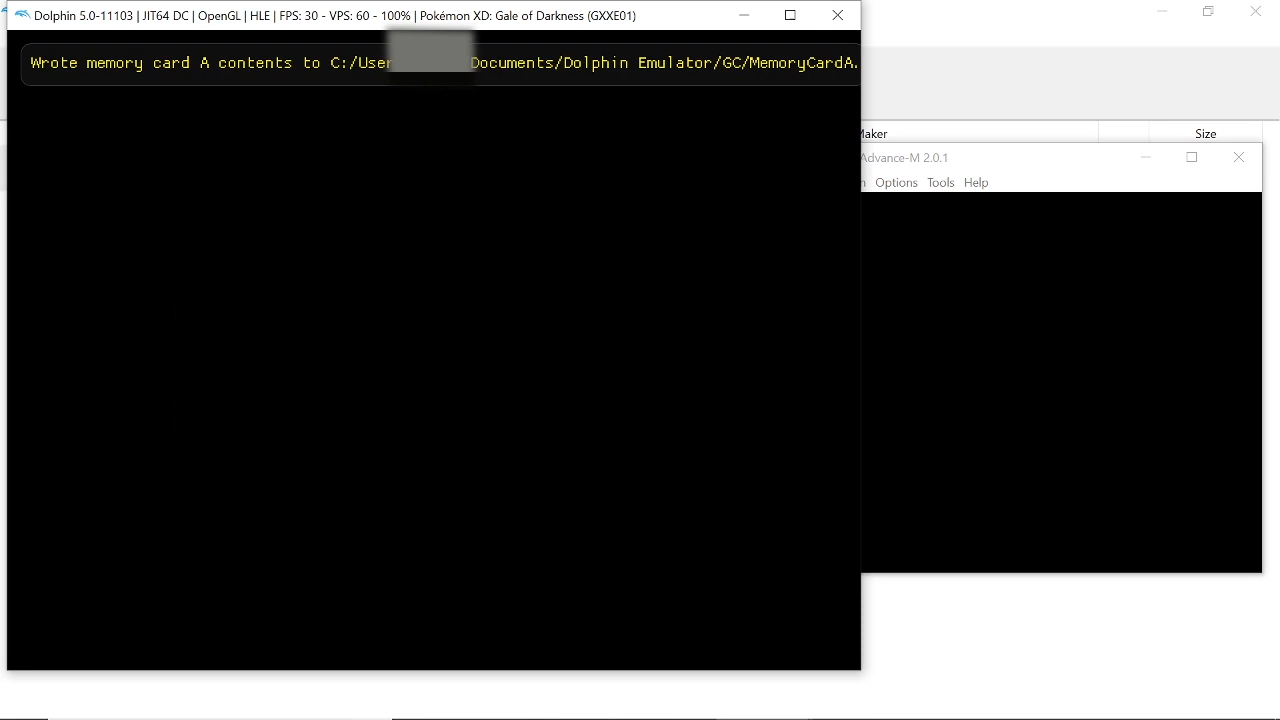 Dolphin 5.0-11103 | JIT64 DC | OpenGL | HLE | FPS: 30 - VPS: 60 - 100% | Pokémon XD: Gale of Darkness (GXXE01)
Wrote memory card A contents to C:/User Documents/Dolphin Emulator/GC/MemoryCardA.
Maker Size
Advance-M 2.0.1
n Options Tools Help